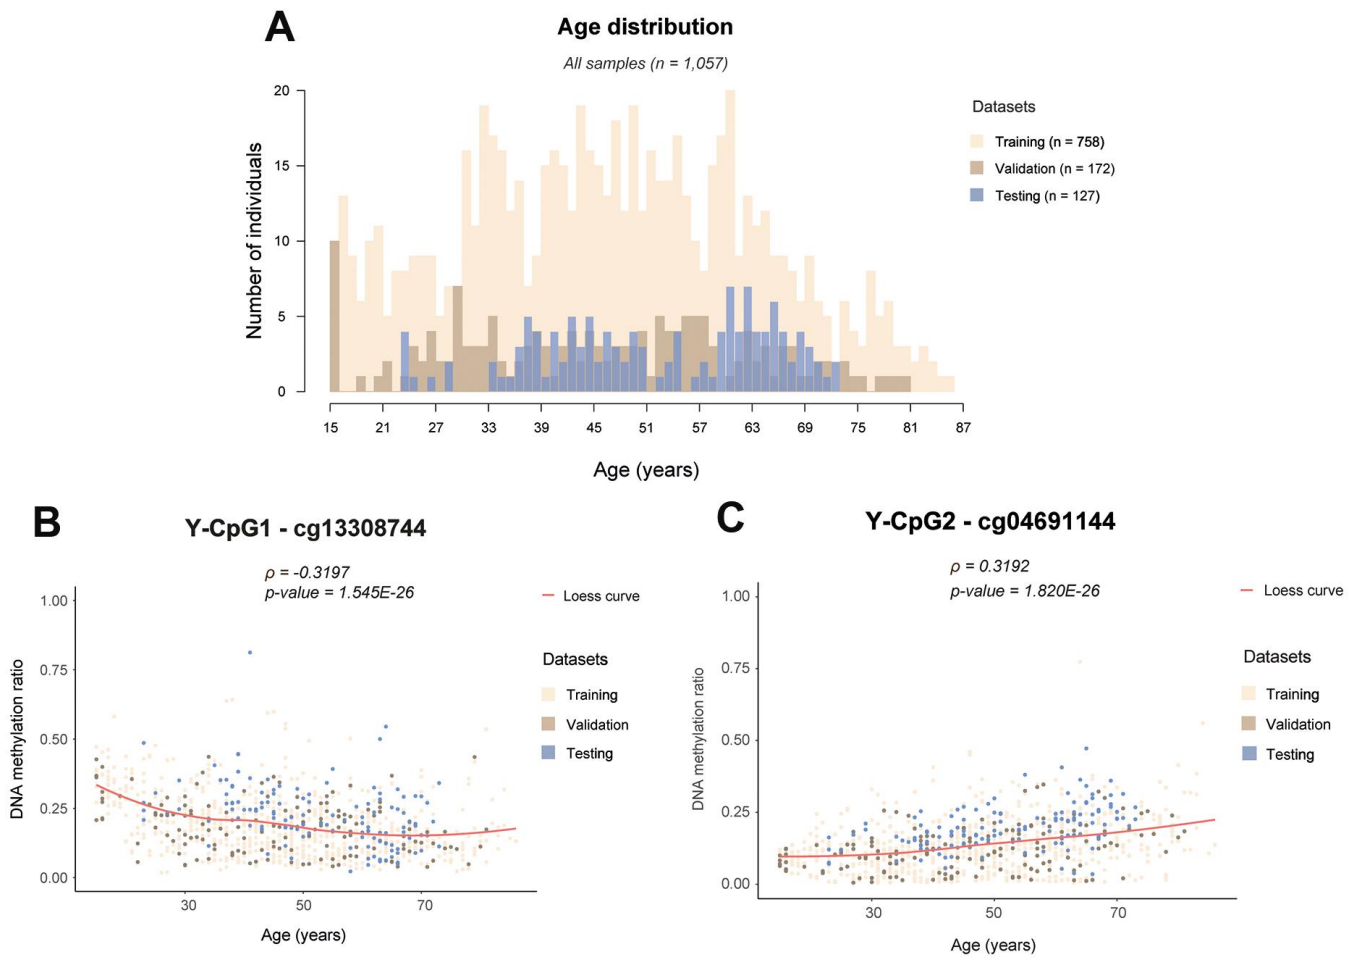 A
Age distribution
All samples (n = 1,057)
Number of individuals
20
15
10
5
0
15 21 27 33 39 45 51 57 63 69 75 81 87
Age (years)
Datasets
Training (n = 758)
Validation (n = 172)
Testing (n = 127)
B
Y-CpG1 - cg13308744
ρ = -0.3197
p-value = 1.545E-26
DNA methylation ratio
1.00
0.75
0.50
0.25
0.00
30 50 70
Age (years)
Loess curve
Datasets
Training
Validation
Testing
C
Y-CpG2 - cg04691144
ρ = 0.3192
p-value = 1.820E-26
DNA methylation ratio
1.00
0.75
0.50
0.25
0.00
30 50 70
Age (years)
Loess curve
Datasets
Training
Validation
Testing